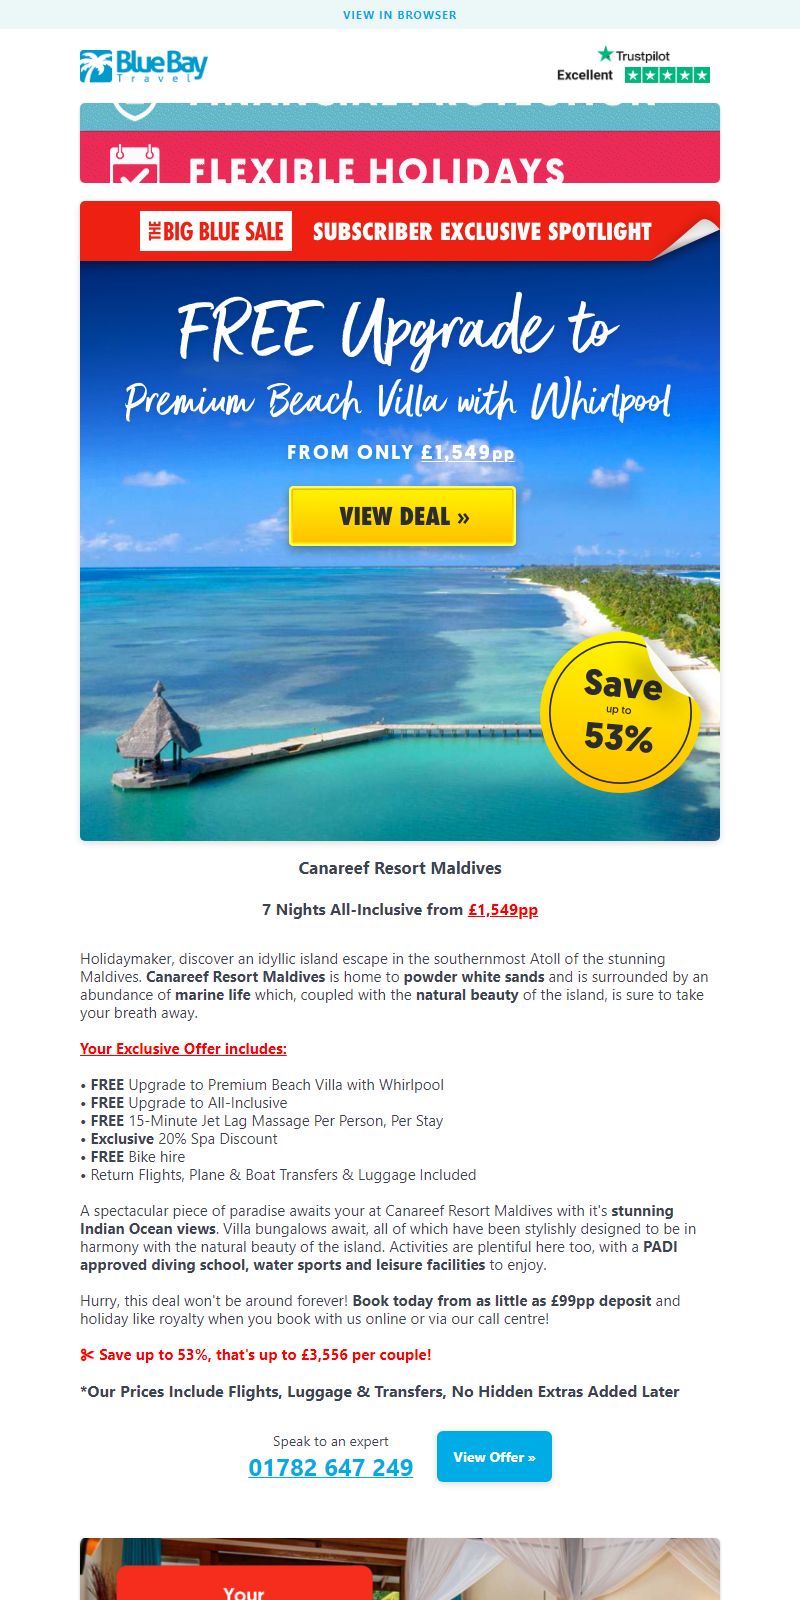 VIEW IN BROWSER
BlueBay
Travel
Trustpilot
Excellent
FINANCIAL PROTECTION
FLEXIBLE HOLIDAYS
THE BIG BLUE SALE SUBSCRIBER EXCLUSIVE SPOTLIGHT
FREE Upgrade to
Premium Beach Villa with Whirlpool
FROM ONLY £1,549pp
VIEW DEAL »
Save
up to
53%
Canareef Resort Maldives
7 Nights All-Inclusive from £1,549pp
Holidaymaker, discover an idyllic island escape in the southernmost Atoll of the stunning
Maldives. Canareef Resort Maldives is home to powder white sands and is surrounded by an
abundance of marine life which, coupled with the natural beauty of the island, is sure to take
your breath away.
Your Exclusive Offer includes:
• FREE Upgrade to Premium Beach Villa with Whirlpool
• FREE Upgrade to All-Inclusive
• FREE 15-Minute Jet Lag Massage Per Person, Per Stay
• Exclusive 20% Spa Discount
• FREE Bike hire
• Return Flights, Plane & Boat Transfers & Luggage Included
A spectacular piece of paradise awaits your at Canareef Resort Maldives with it's stunning
Indian Ocean views. Villa bungalows await, all of which have been stylishly designed to be in
harmony with the natural beauty of the island. Activities are plentiful here too, with a PADI
approved diving school, water sports and leisure facilities to enjoy.
Hurry, this deal won't be around forever! Book today from as little as £99pp deposit and
holiday like royalty when you book with us online or via our call centre!
✂ Save up to 53%, that's up to £3,556 per couple!
*Our Prices Include Flights, Luggage & Transfers, No Hidden Extras Added Later
Speak to an expert
01782 647 249
View Offer »
Your